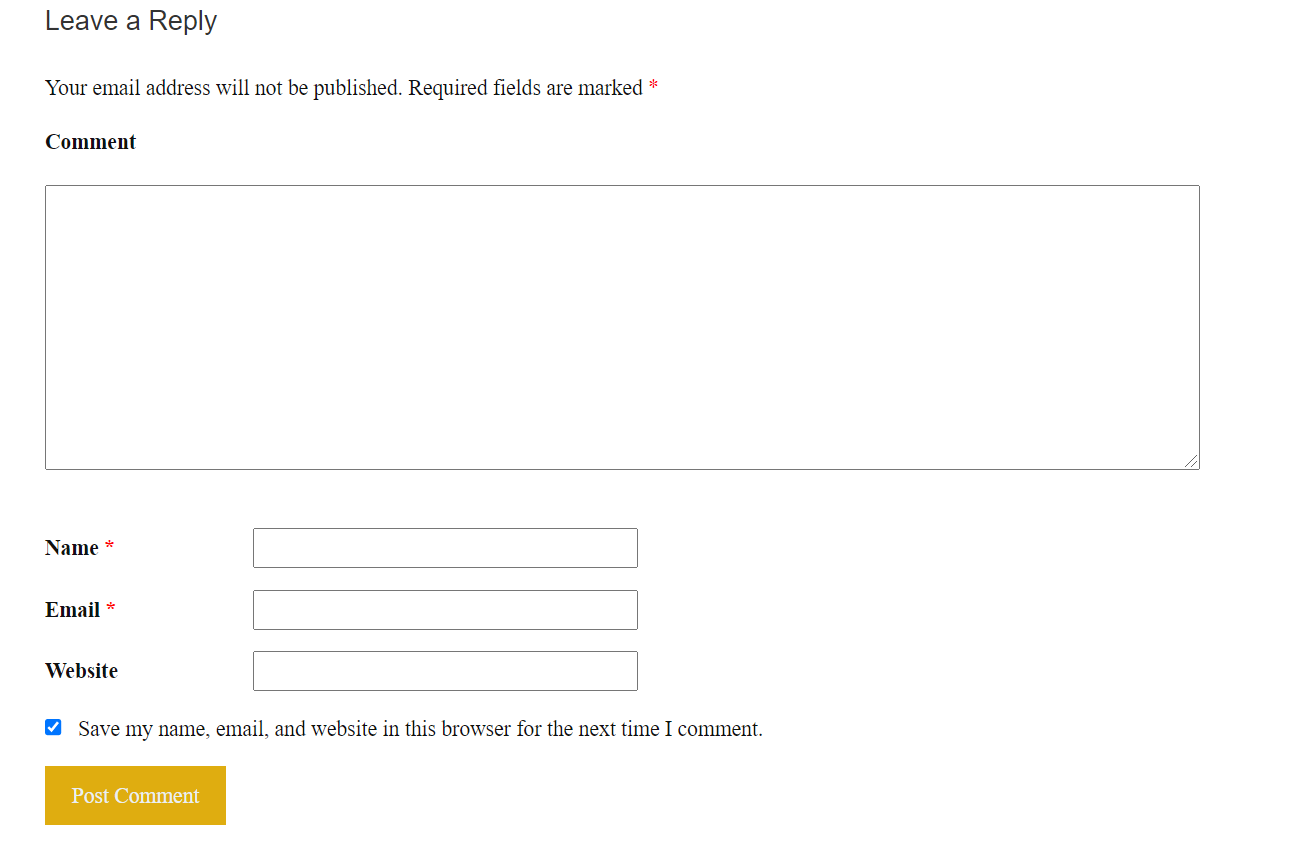 Leave a Reply
Your email address will not be published. Required fields are marked *
Comment
Name *
Email *
Website
Save my name, email, and website in this browser for the next time I comment.
Post Comment